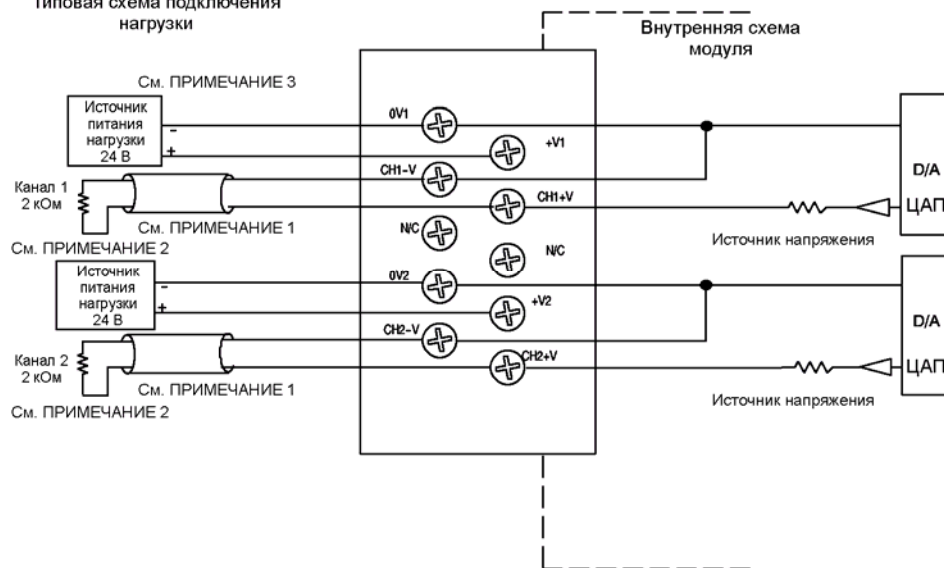 Типовая схема подключения
нагрузки
Внутренняя схема
модуля
См. ПРИМЕЧАНИЕ 3
Источник
питания
нагрузки
24 В
-
+
0V1
+V1
CH1-V
CH1+V
Канал 1
2 кОм
См. ПРИМЕЧАНИЕ 1
См. ПРИМЕЧАНИЕ 2
N/C
N/C
D/A
ЦАП
Источник напряжения
Источник
питания
нагрузки
24 В
-
+
0V2
+V2
CH2-V
CH2+V
Канал 2
2 кОм
См. ПРИМЕЧАНИЕ 1
См. ПРИМЕЧАНИЕ 2
D/A
ЦАП
Источник напряжения